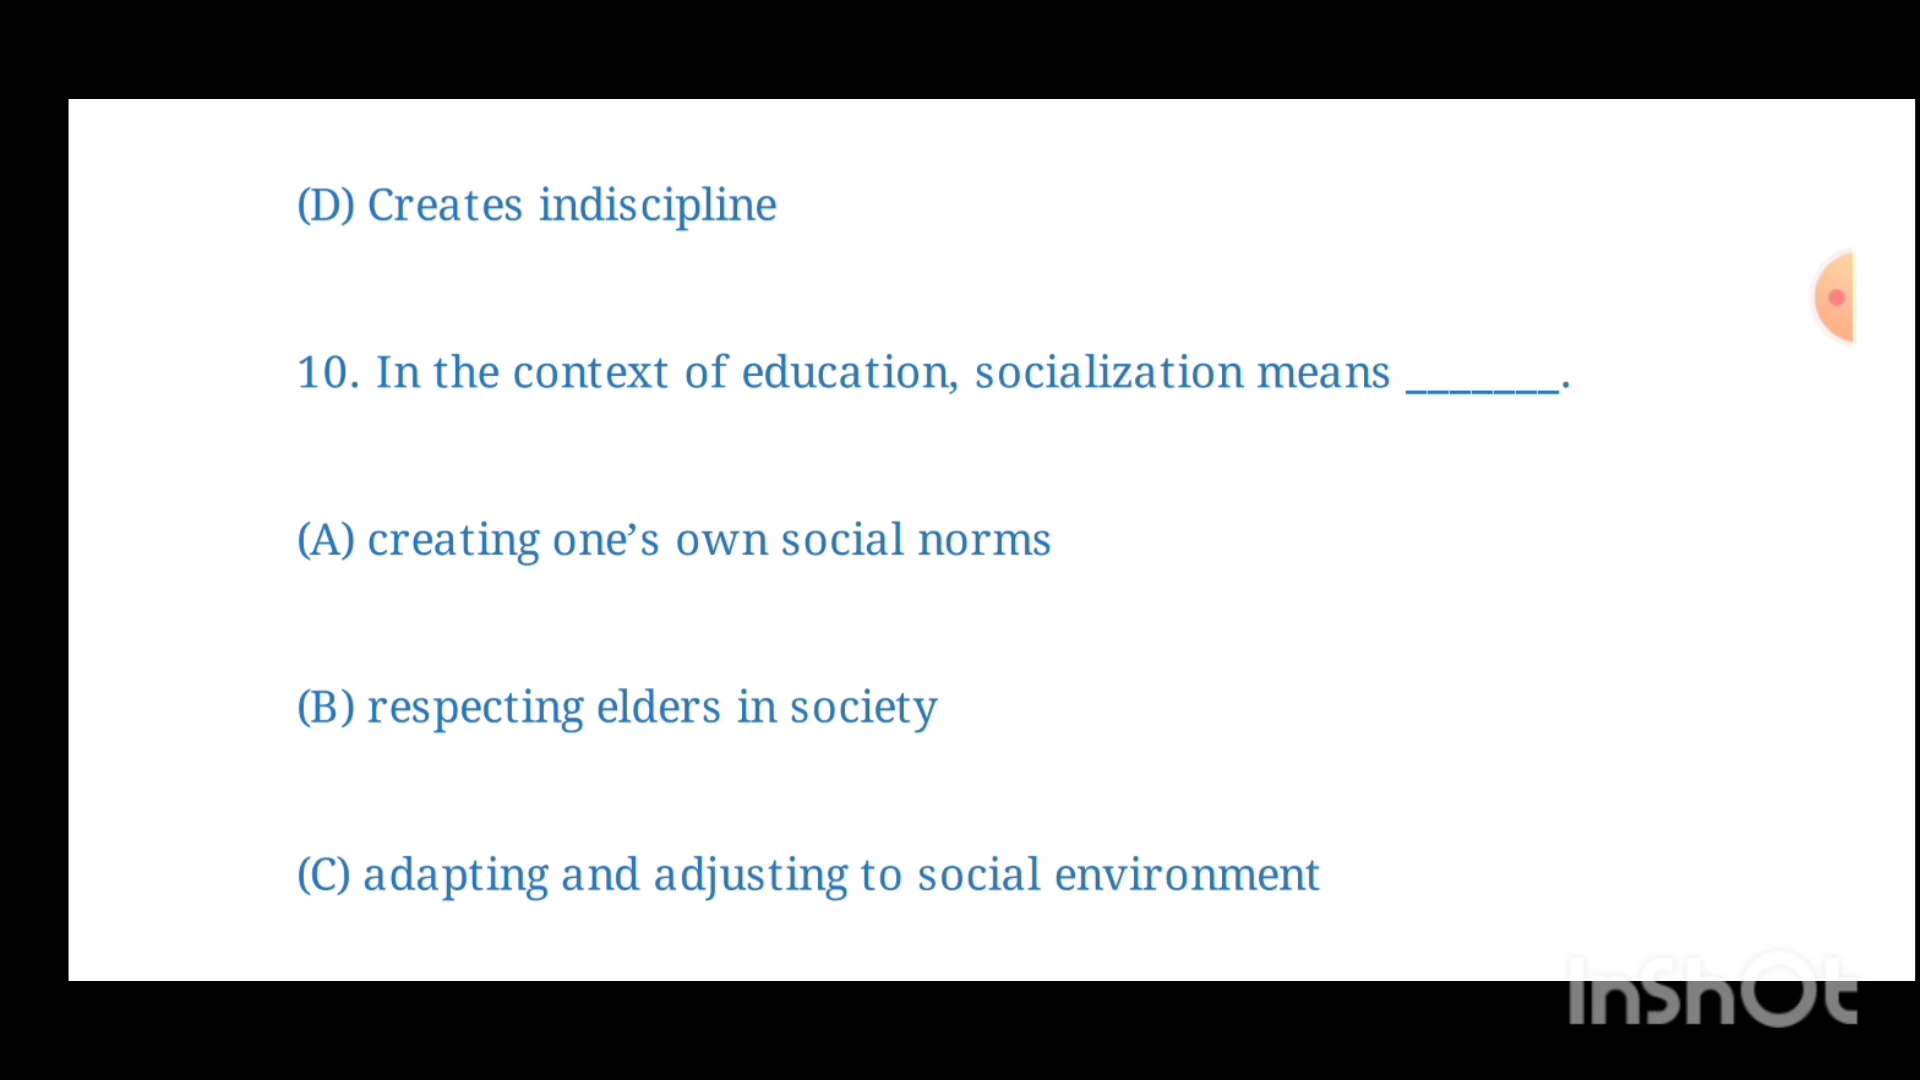 (D) Creates indiscipline
10. In the context of education, socialization means _______.
(A) creating one’s own social norms
(B) respecting elders in society
(C) adapting and adjusting to social environment
InShOt